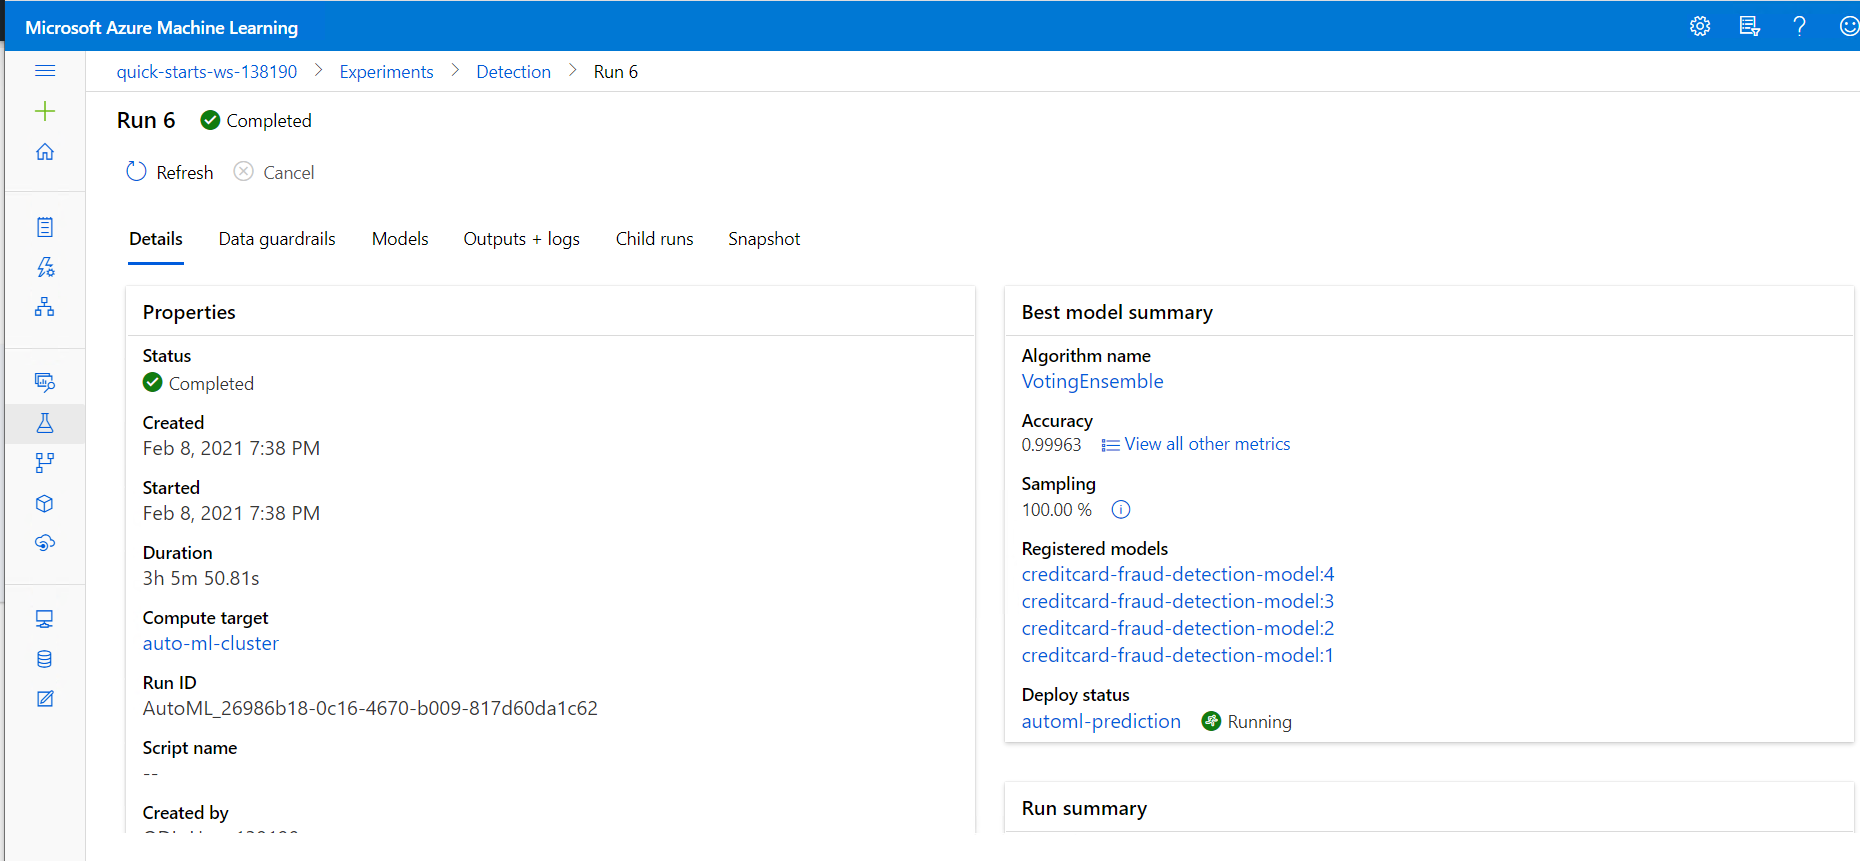 Microsoft Azure Machine Learning
quick-starts-ws-138190 > Experiments > Detection > Run 6
Run 6 Completed
Refresh Cancel
Details Data guardrails Models Outputs + logs Child runs Snapshot
Properties
Status
Completed
Created
Feb 8, 2021 7:38 PM
Started
Feb 8, 2021 7:38 PM
Duration
3h 5m 50.81s
Compute target
auto-ml-cluster
Run ID
AutoML_26986b18-0c16-4670-b009-817d60da1c62
Script name
--
Created by
Best model summary
Algorithm name
VotingEnsemble
Accuracy
0.99963 View all other metrics
Sampling
100.00 %
Registered models
creditcard-fraud-detection-model:4
creditcard-fraud-detection-model:3
creditcard-fraud-detection-model:2
creditcard-fraud-detection-model:1
Deploy status
automl-prediction Running
Run summary